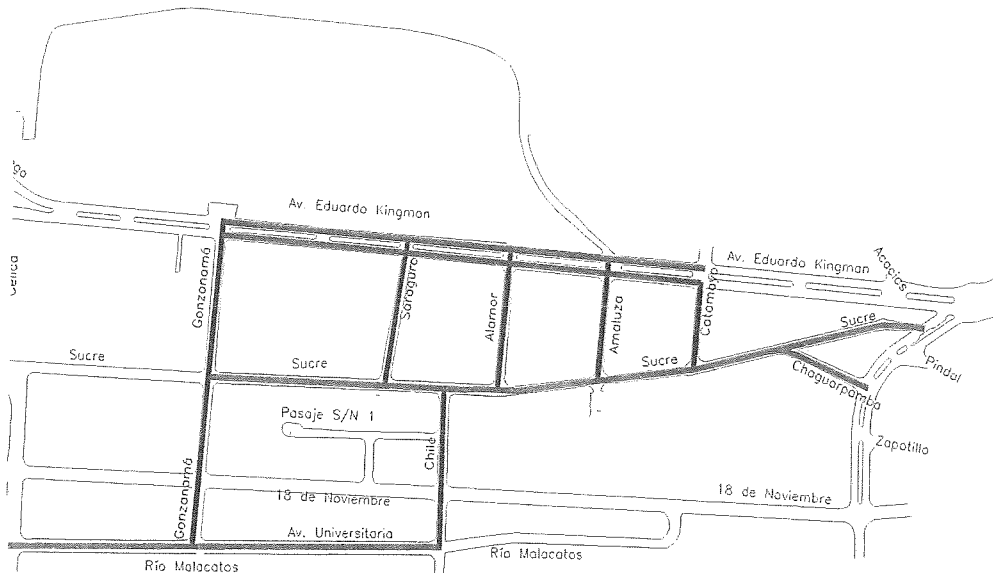 Av. Eduardo Kingman
Av. Eduardo Kingman
Acacias
Gonzanamá
Saraguro
Alamor
Amaluza
Catamayo
Sucre
Sucre
Sucre
Sucre
Chaguarpamba
Pindal
Zapotillo
Pasaje S/N 1
Chile
Gonzanamá
18 de Noviembre
18 de Noviembre
Av. Universitaria
Río Malacatos
Río Malacatos